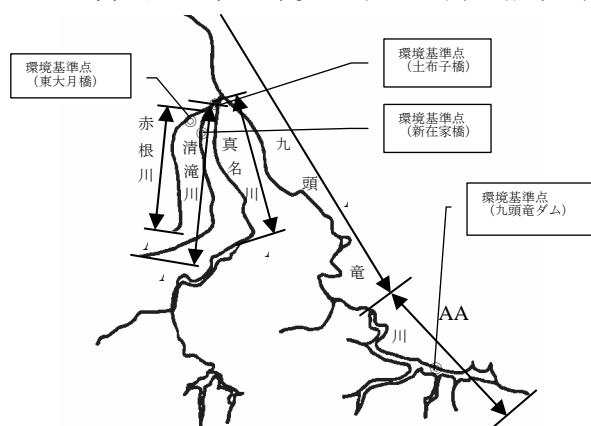 環境基準点
(土布子橋)
環境基準点
(東大月橋)
環境基準点
(新在家橋)
環境基準点
(九頭竜ダム)
赤根川
清滝川
真名川
九頭竜川
AA